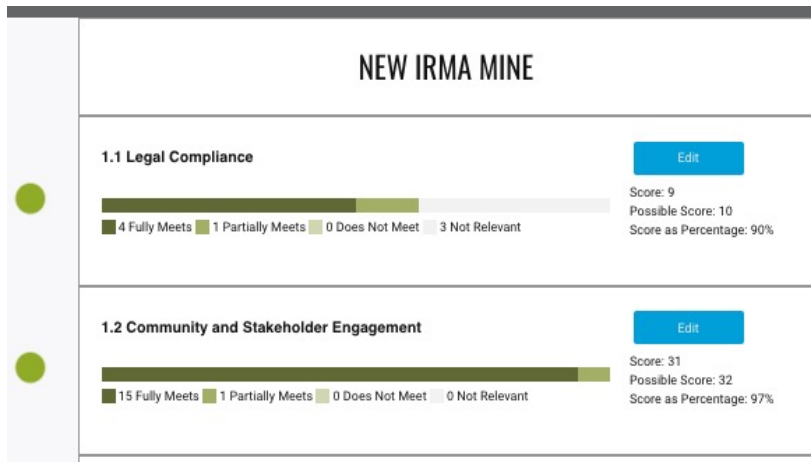 NEW IRMA MINE
1.1 Legal Compliance
Edit
4 Fully Meets 1 Partially Meets 0 Does Not Meet 3 Not Relevant
Score: 9
Possible Score: 10
Score as Percentage: 90%
1.2 Community and Stakeholder Engagement
Edit
15 Fully Meets 1 Partially Meets 0 Does Not Meet 0 Not Relevant
Score: 31
Possible Score: 32
Score as Percentage: 97%